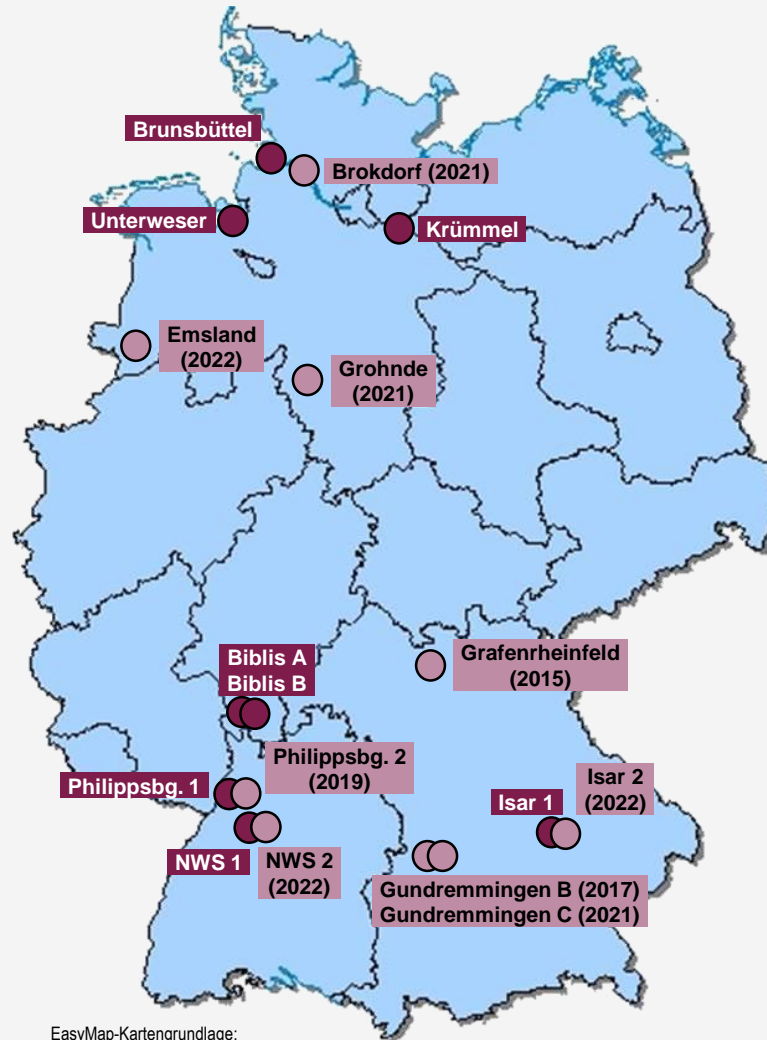 Brunsbüttel
Brokdorf (2021)
Unterweser
Krümmel
Emsland
(2022)
Grohnde
(2021)
Grafenrheinfeld
(2015)
Biblis A
Biblis B
Philippsbg. 2
(2019)
Philippsbg. 1
Isar 2
(2022)
Isar 1
NWS 1
NWS 2
(2022)
Gundremmingen B (2017)
Gundremmingen C (2021)
EasyMap-Kartengrundlage: